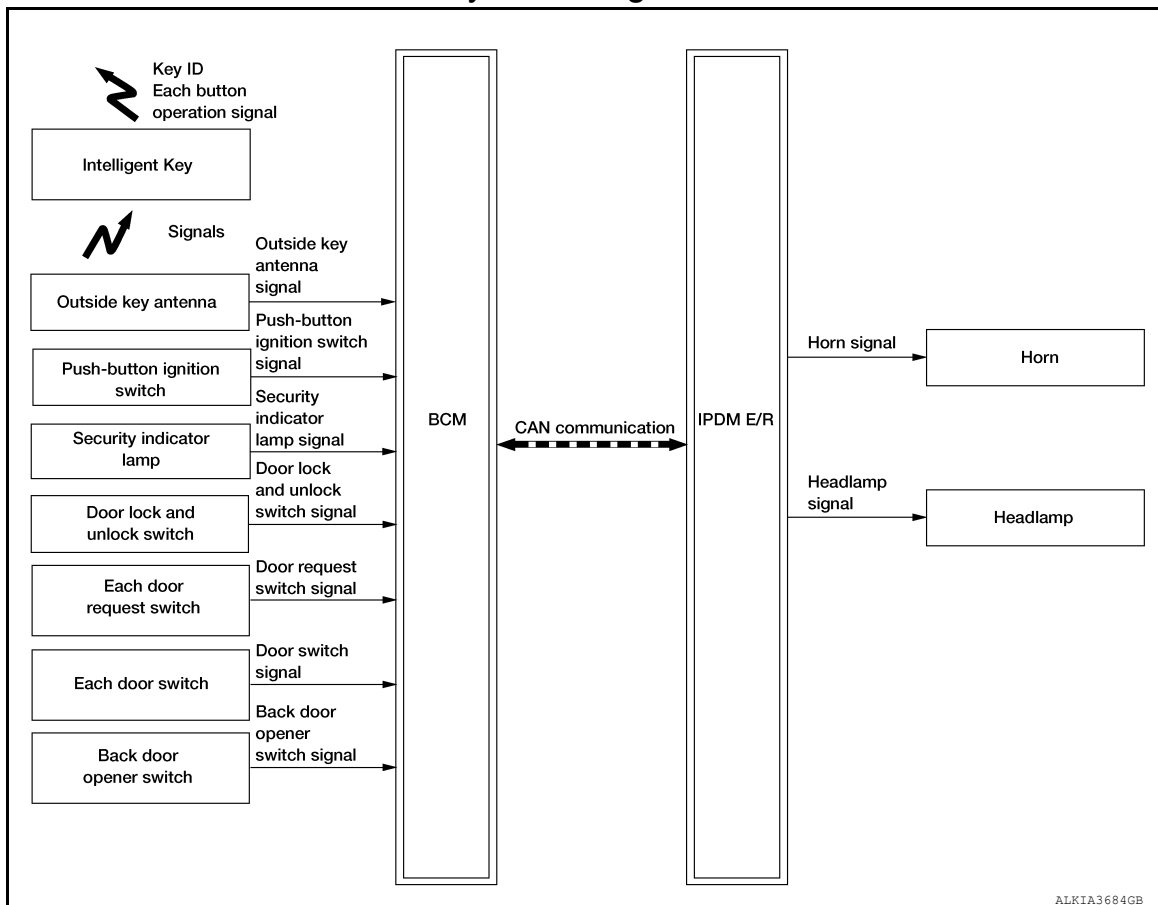 Key ID
Each button
operation signal
Intelligent Key
Signals
Outside key
antenna
signal
Outside key antenna
Push-button
ignition switch
signal
Push-button ignition
switch
Security
indicator
lamp signal
Security indicator
lamp
Door lock
and unlock
switch signal
Door lock and
unlock switch
Door request
switch signal
Each door
request switch
Door switch
signal
Each door switch
Back door
opener
switch signal
Back door
opener switch
BCM
CAN communication
IPDM E/R
Horn signal
Horn
Headlamp
signal
Headlamp
ALKIA3684GB